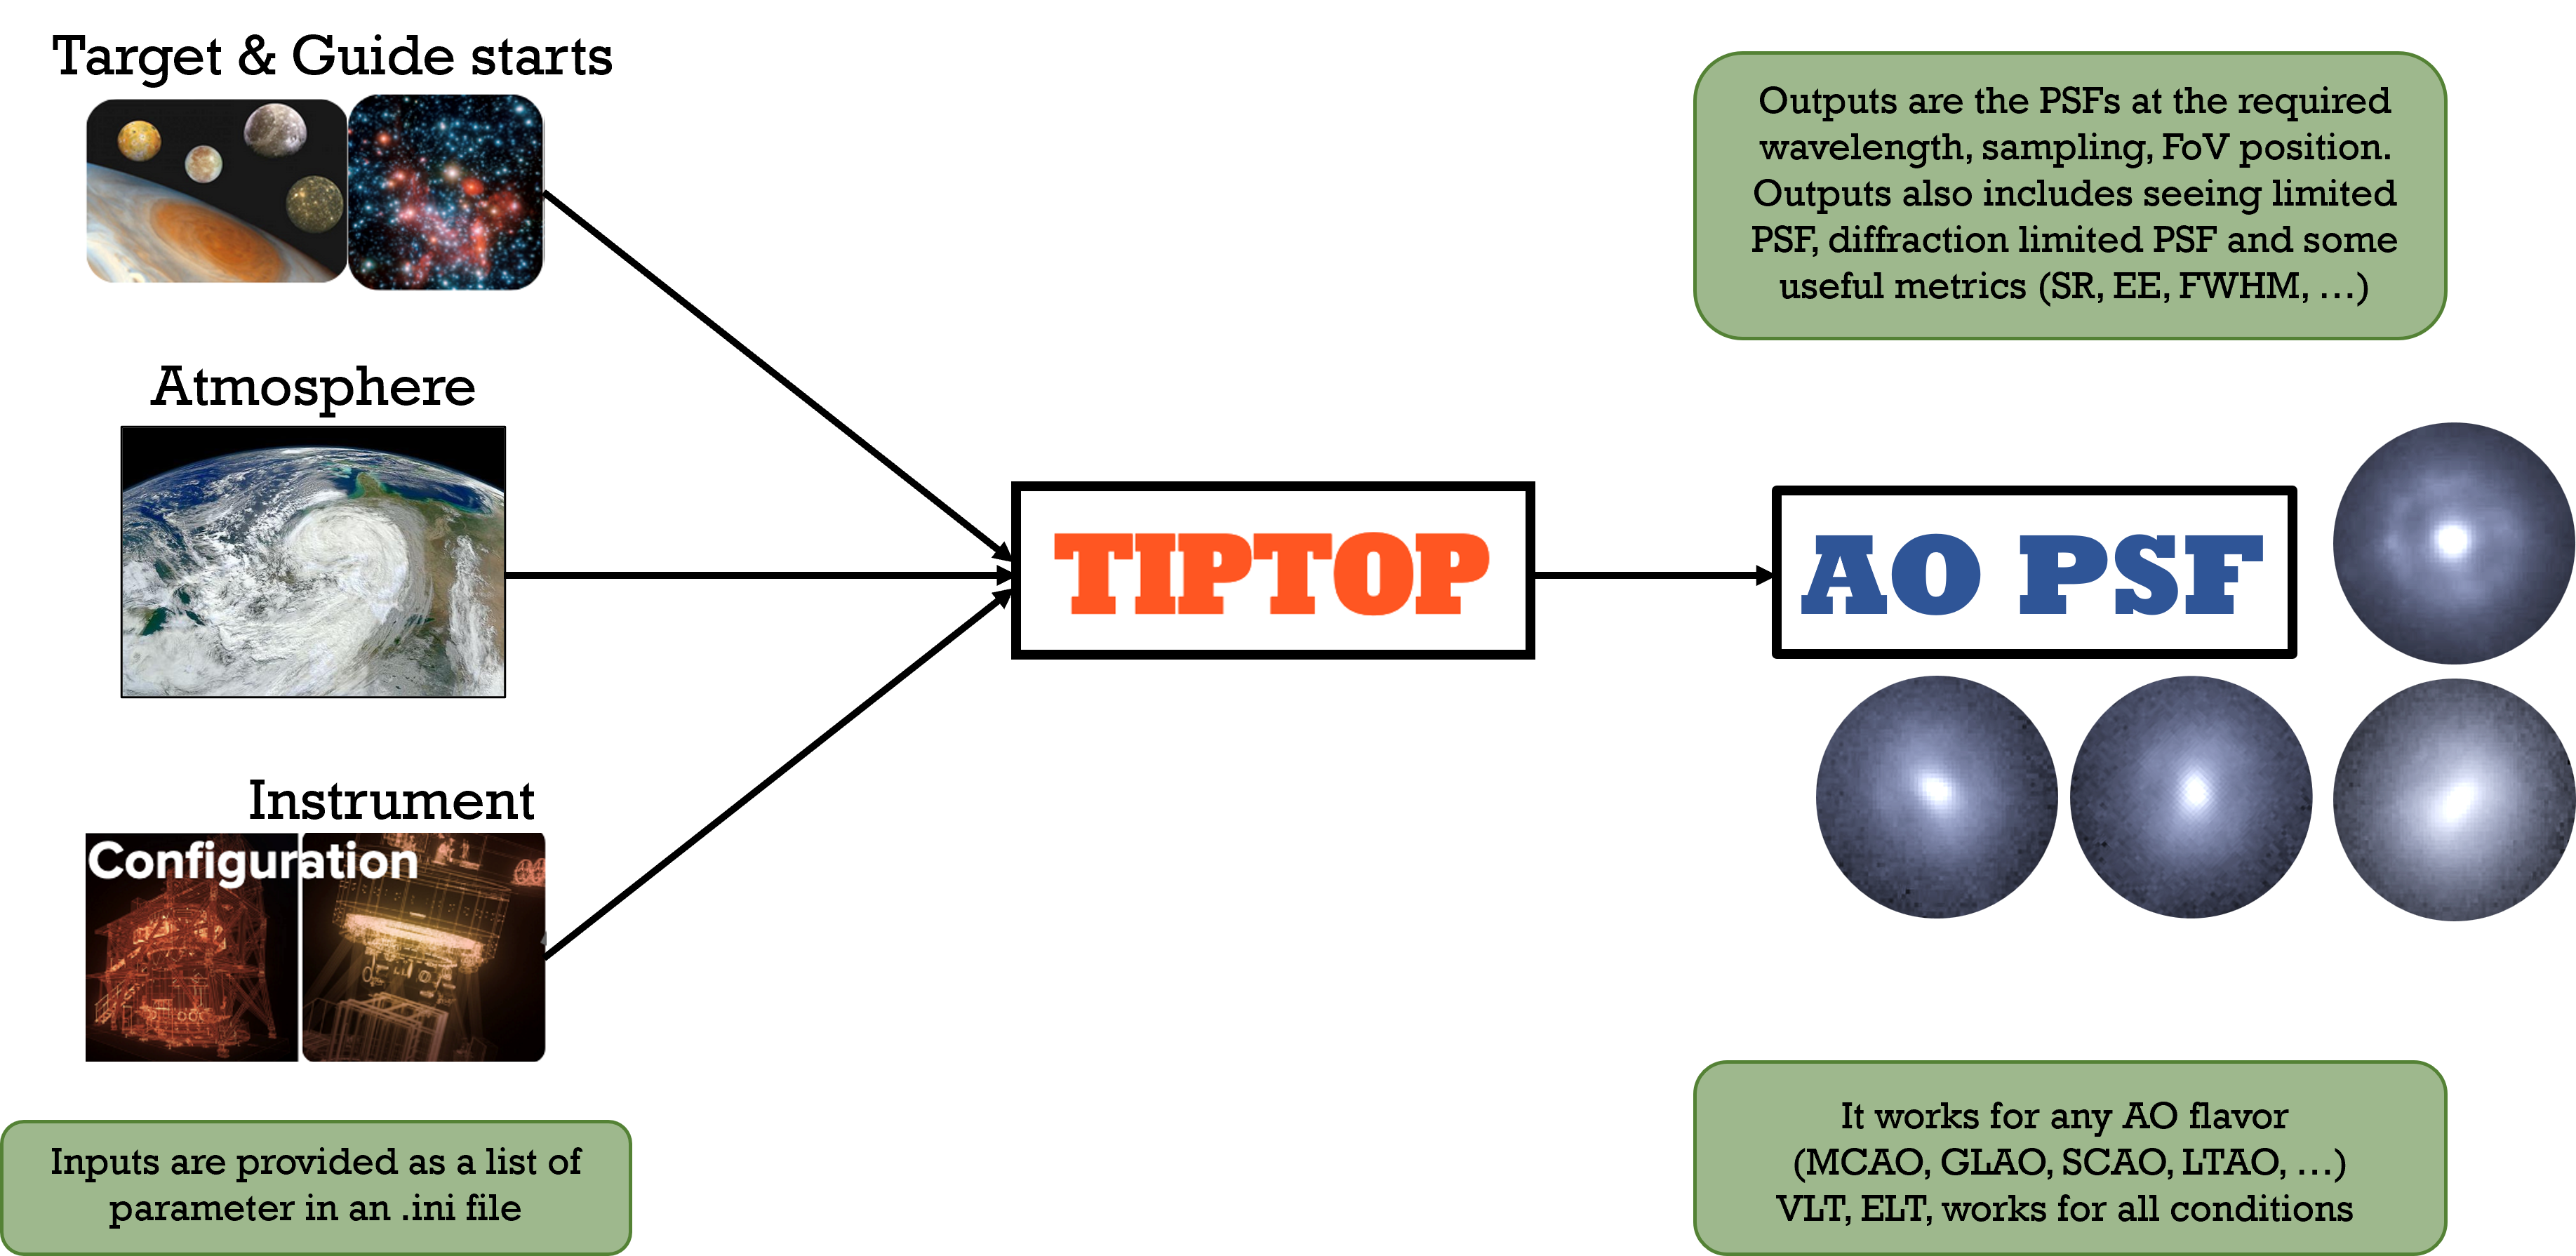 Target & Guide starts
Atmosphere
Instrument
Configuration
Inputs are provided as a list of
parameter in an .ini file
TIPTOP
AO PSF
Outputs are the PSFs at the required
wavelength, sampling, FoV position.
Outputs also includes seeing limited
PSF, diffraction limited PSF and some
useful metrics (SR, EE, FWHM, …)
It works for any AO flavor
(MCAO, GLAO, SCAO, LTAO, …)
VLT, ELT, works for all conditions